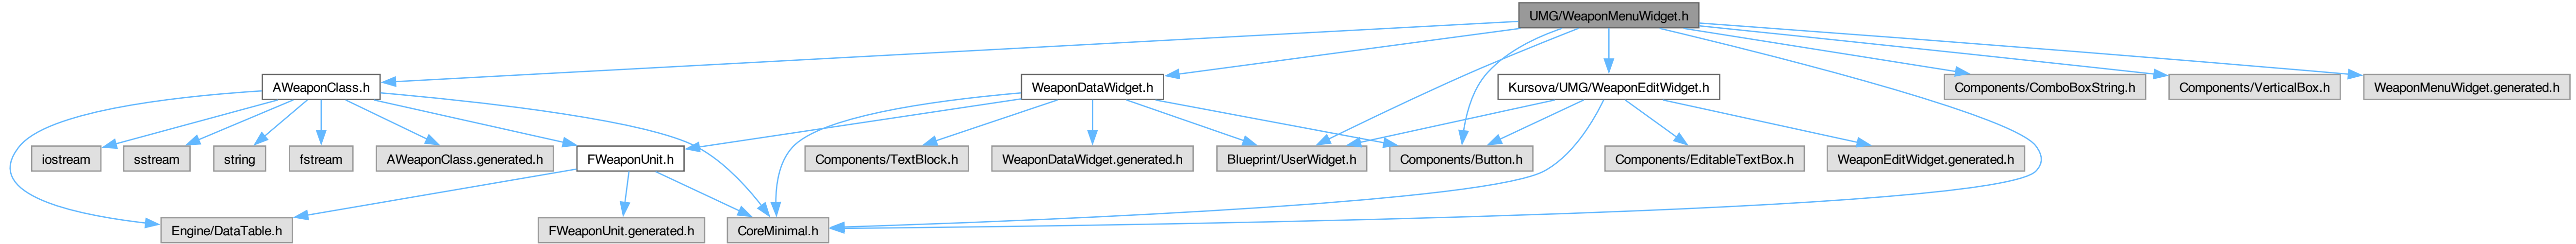 UMG/WeaponMenuWidget.h
AWeaponClass.h
WeaponDataWidget.h
Kursova/UMG/WeaponEditWidget.h
Components/ComboBoxString.h
Components/VerticalBox.h
WeaponMenuWidget.generated.h
iostream
sstream
string
fstream
AWeaponClass.generated.h
FWeaponUnit.h
Components/TextBlock.h
WeaponDataWidget.generated.h
Blueprint/UserWidget.h
Components/Button.h
Components/EditableTextBox.h
WeaponEditWidget.generated.h
Engine/DataTable.h
FWeaponUnit.generated.h
CoreMinimal.h